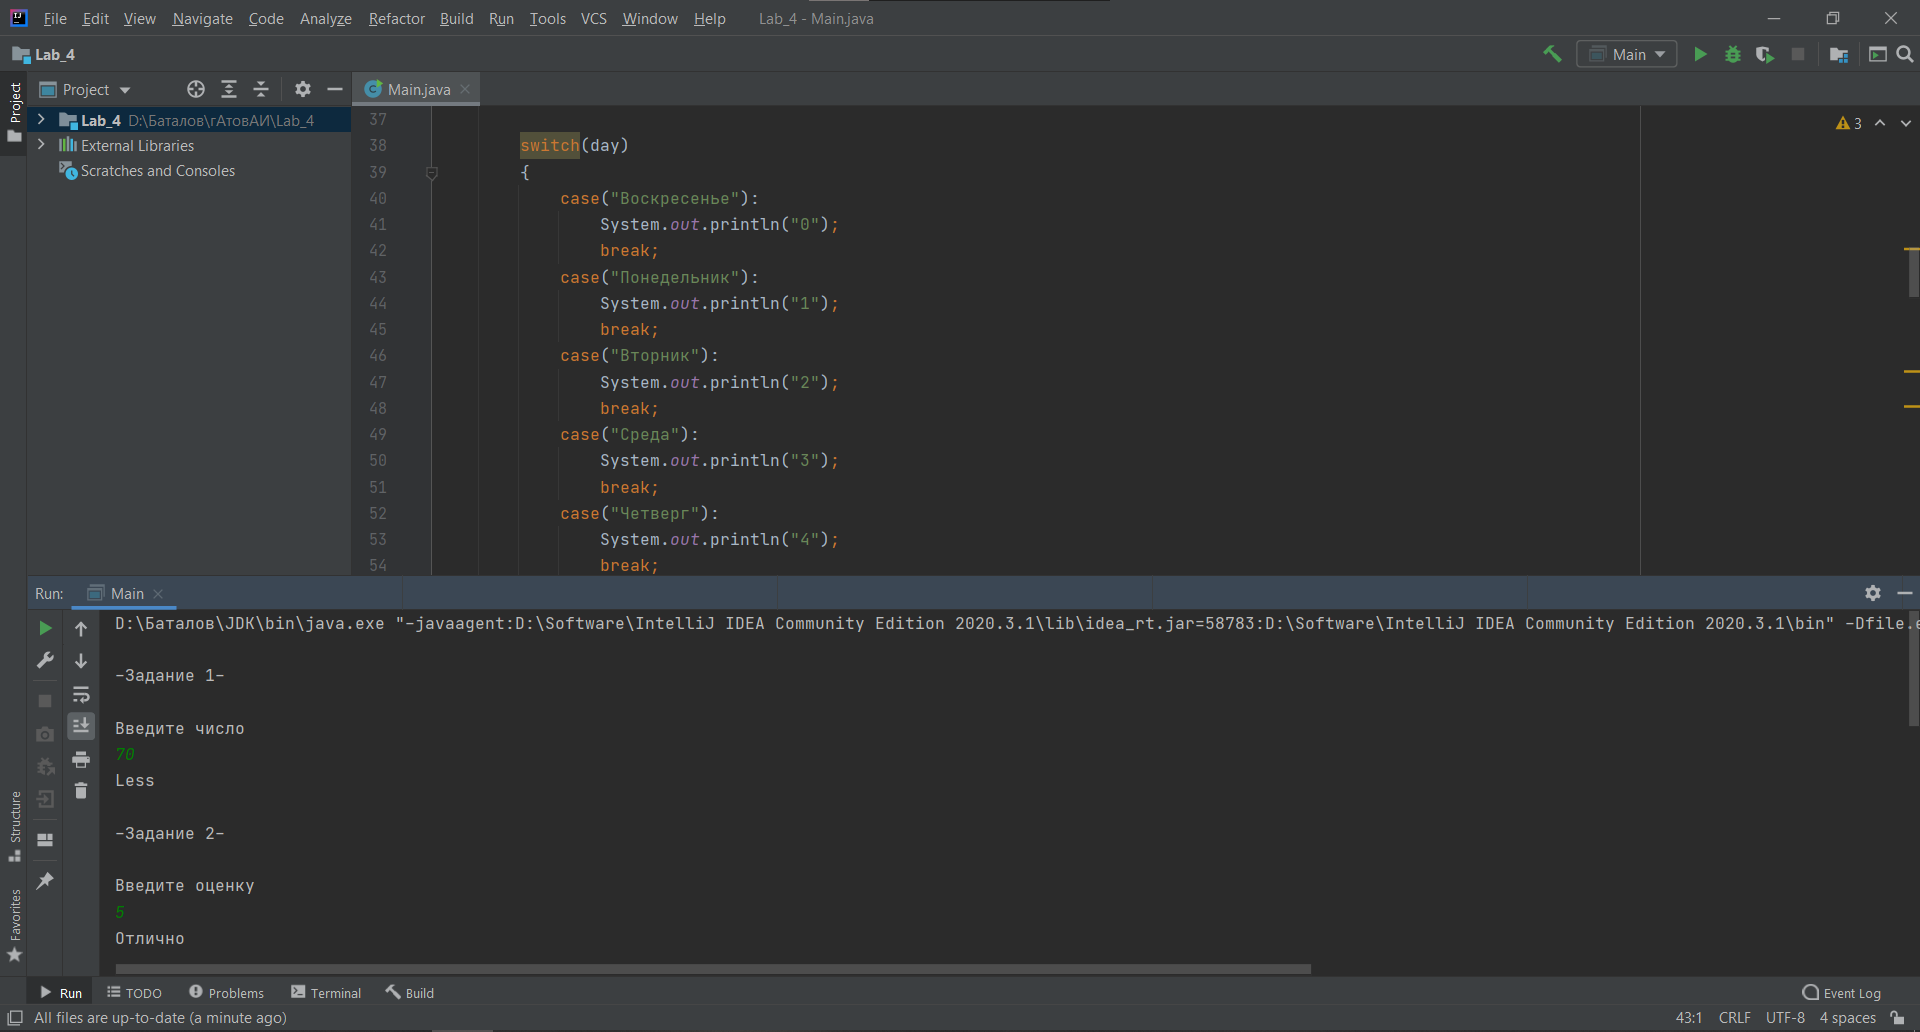 File Edit View Navigate Code Analyze Refactor Build Run Tools VCS Window Help Lab_4 - Main.java
Lab_4 Main
Project Main.java
Project
Lab_4 D:\Баталов\гАтовАИ\Lab_4
External Libraries
Scratches and Consoles
3
37
38 switch(day)
39 {
40 case("Воскресенье"):
41 System.out.println("0");
42 break;
43 case("Понедельник"):
44 System.out.println("1");
45 break;
46 case("Вторник"):
47 System.out.println("2");
48 break;
49 case("Среда"):
50 System.out.println("3");
51 break;
52 case("Четверг"):
53 System.out.println("4");
54 break;
Run: Main
D:\Баталов\JDK\bin\java.exe "-javaagent:D:\Software\IntelliJ IDEA Community Edition 2020.3.1\lib\idea_rt.jar=58783:D:\Software\IntelliJ IDEA Community Edition 2020.3.1\bin" -Dfile.e
-Задание 1-
Введите число
70
Less
-Задание 2-
Введите оценку
5
Отлично
Structure
Favorites
Run TODO Problems Terminal Build Event Log
All files are up-to-date (a minute ago) 43:1 CRLF UTF-8 4 spaces